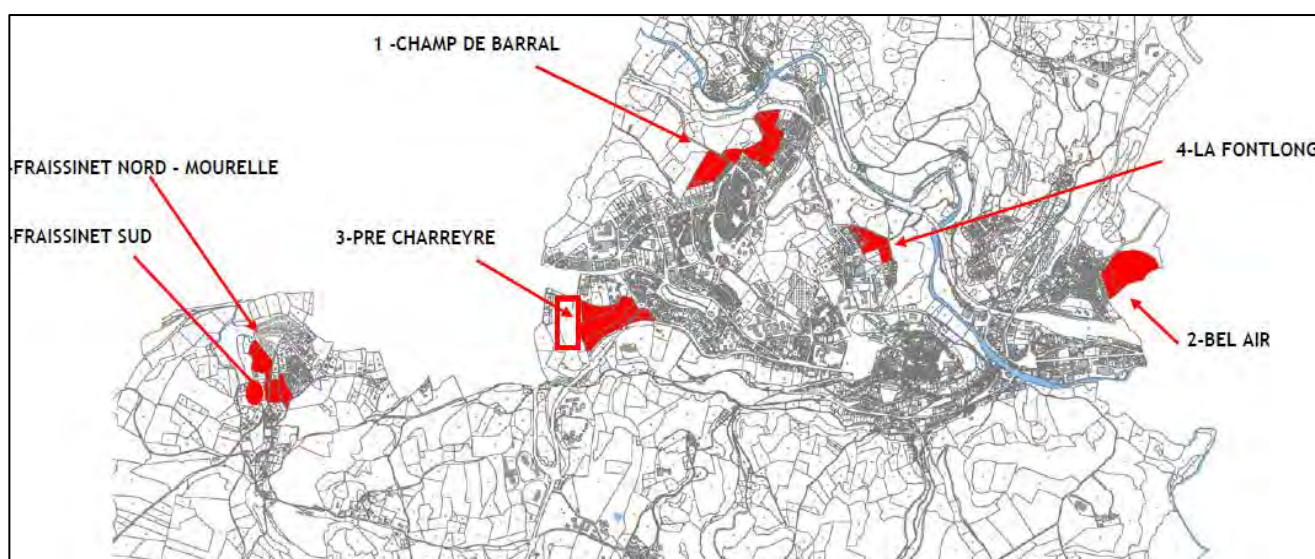 1 -CHAMP DE BARRAL
4-LA FONTLONG
-FRAISSINET NORD - MOURELLE
-FRAISSINET SUD
3-PRE CHARREYRE
2-BEL AIR